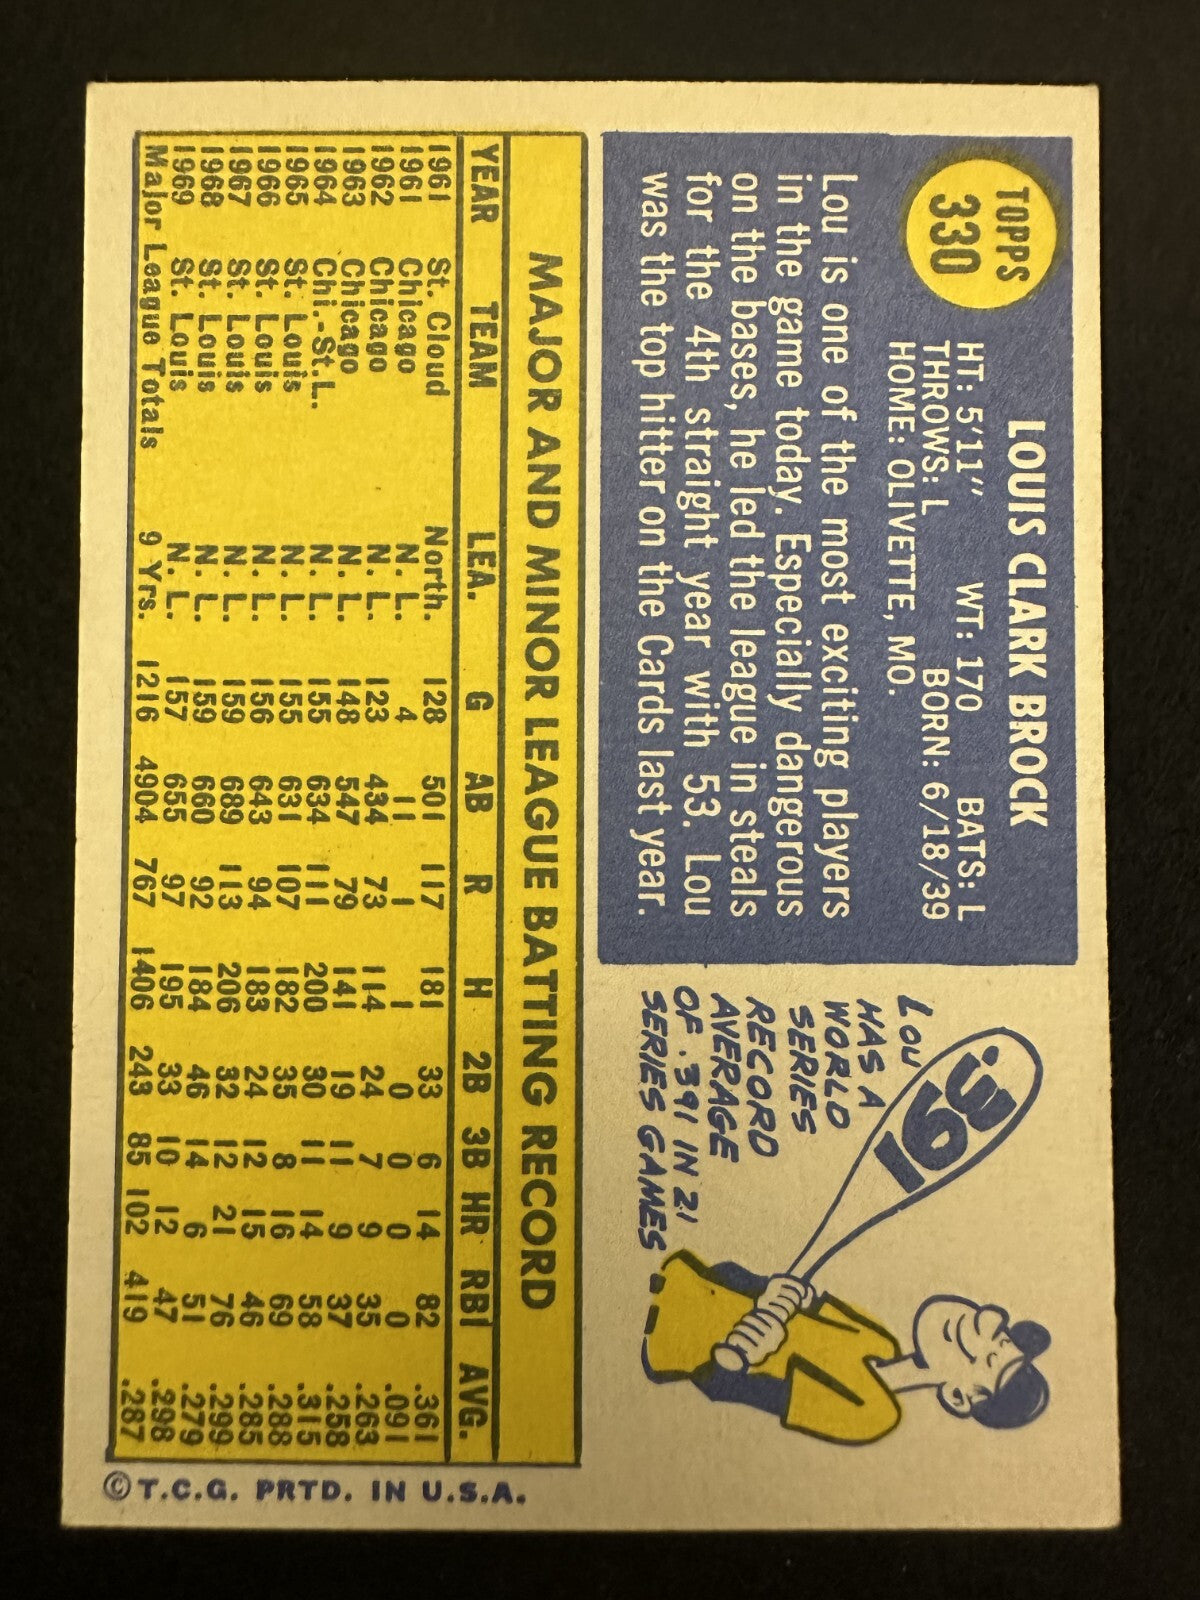 TOPPS
330
LOUIS CLARK BROCK
HT: 5'11" WT: 170 BATS: L
THROWS: L BORN: 6/18/39
HOME: OLIVETTE, MO.
Lou is one of the most exciting players
in the game today. Especially dangerous
on the bases, he led the league in steals
for the 4th straight year with 53. Lou
was the top hitter on the Cards last year.
LOU
HAS A
WORLD
SERIES
RECORD
AVERAGE
OF .391 IN 21
SERIES GAMES
.391
MAJOR AND MINOR LEAGUE BATTING RECORD
YEAR TEAM LEA. G AB R H 2B 3B HR RBI AVG.
1961 St. Cloud North. 128 501 117 181 33 6 14 82 .361
1961 Chicago N. L. 4 11 1 1 0 0 0 0 .091
1962 Chicago N. L. 123 434 73 114 24 7 9 35 .263
1963 Chicago N. L. 148 547 79 141 19 11 9 37 .258
1964 Chi.-St.L. N. L. 155 634 111 200 30 11 14 58 .315
1965 St. Louis N. L. 155 631 107 182 35 8 16 69 .288
1966 St. Louis N. L. 156 643 94 183 24 12 15 46 .285
1967 St. Louis N. L. 159 689 113 206 32 12 21 76 .299
1968 St. Louis N. L. 159 660 92 184 46 14 6 51 .279
1969 St. Louis N. L. 157 655 97 195 33 10 12 47 .298
Major League Totals 9 Yrs. 1216 4904 767 1406 243 85 102 419 .287
© T.C.G. PRTD. IN U.S.A.